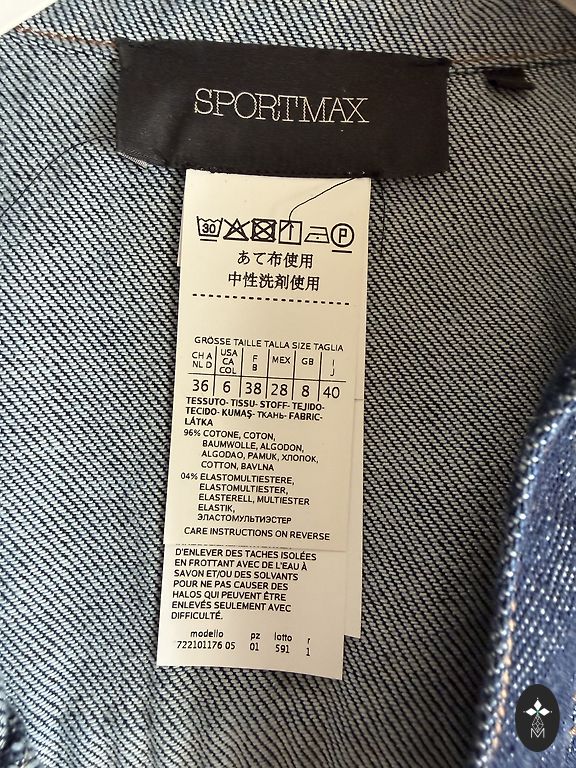 SPORTMAX
30 P
あて布使用
中性洗剤使用
GRÖSSE TAILLE TALLA SIZE TAGLIA
CH A NL D USA CA COL F B MEX GB I J
36 6 38 28 8 40
TESSUTO- TISSU- STOFF- TEJIDO-
TECIDO- KUMAŞ- ТКАНЬ- FABRIC-
LÁTKA
96% COTONE, COTON,
BAUMWOLLE, ALGODON,
ALGODAO, PAMUK, ХЛОПОК,
COTTON, BAVLNA
04% ELASTOMULTIESTERE,
ELASTOMULTIESTER,
ELASTERELL, MULTIESTER
ELASTIK,
ЭЛАСТОМУЛЬТИЭСТЕР
CARE INSTRUCTIONS ON REVERSE
D'ENLEVER DES TACHES ISOLÉES
EN FROTTANT AVEC DE L'EAU À
SAVON ET/OU DES SOLVANTS
POUR NE PAS CAUSER DES
HALOS QUI PEUVENT ÊTRE
ENLEVÉS SEULEMENT AVEC
DIFFICULTÉ.
modello pz lotto r
722101176 05 01 591 1
M